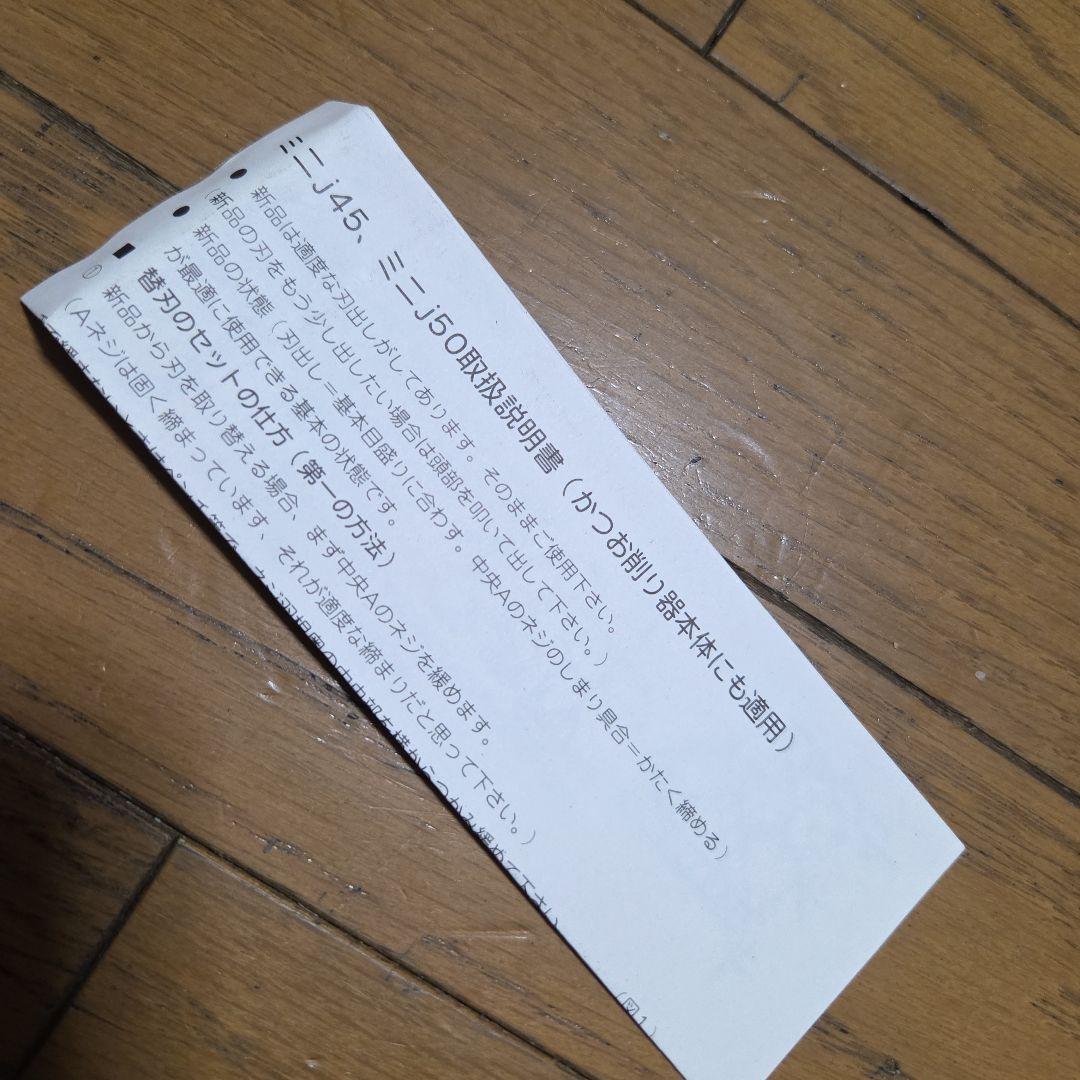 ミニj45、ミニj50取扱説明書(かつお削り器本体にも適用)
● 新品は適度な刃出しがしてあります。そのままご使用下さい。
(新品の刃をもう少し出したい場合は頭部を叩いて出して下さい。)
● 新品の状態(刃出し=基本目盛りに合わす。中央Aのネジのしまり具合=かたく締める)
が最適に使用できる基本の状態です。
■ 替刃のセットの仕方(第一の方法)
① 新品から刃を取り替える場合、まず中央Aのネジを緩めます。
(Aネジは固く締まっています、それが適度な締まりだと思って下さい。)
緩めて下さい
(図1)